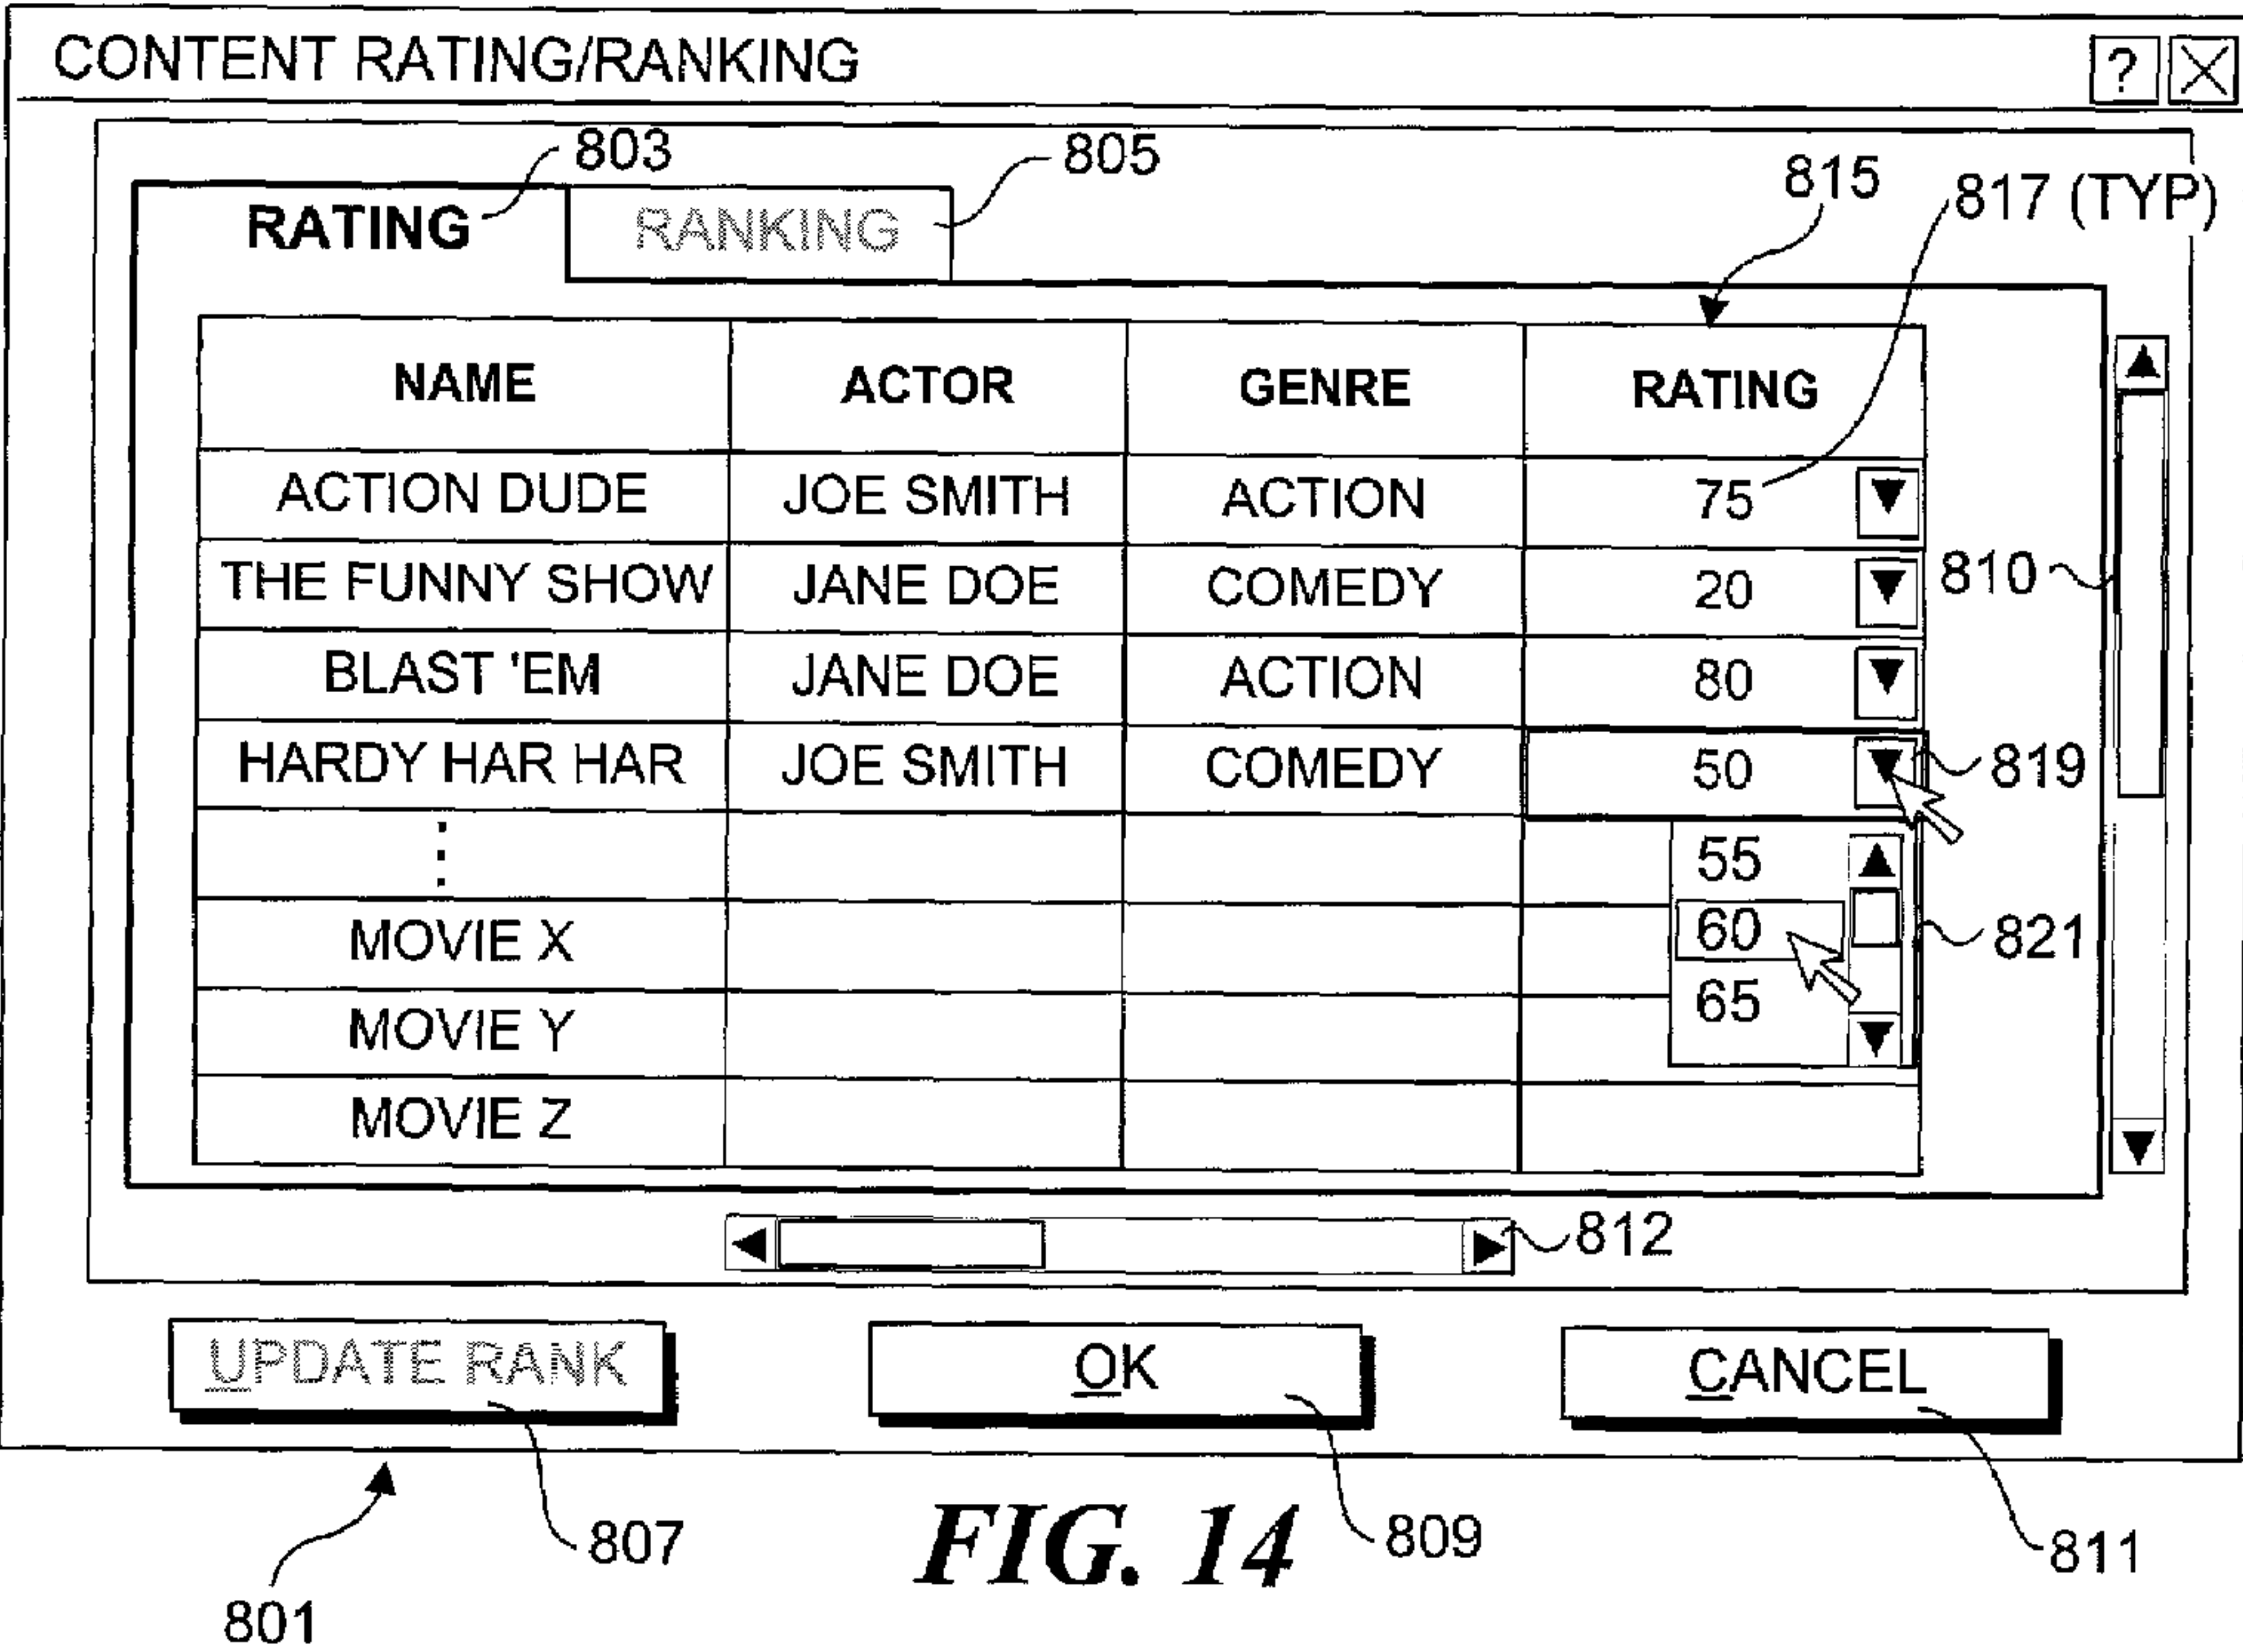 CONTENT RATING/RANKING ?
803 805 815
817 (TYP)
RATING RANKING
NAME ACTOR GENRE RATING
ACTION DUDE JOE SMITH ACTION 75
THE FUNNY SHOW JANE DOE COMEDY 20
810
BLAST 'EM JANE DOE ACTION 80
HARDY HAR HAR JOE SMITH COMEDY 50
819
55
MOVIE X 60
821
65
MOVIE Y
MOVIE Z
812
UPDATE RANK OK CANCEL
807 809 811
FIG. 14
801